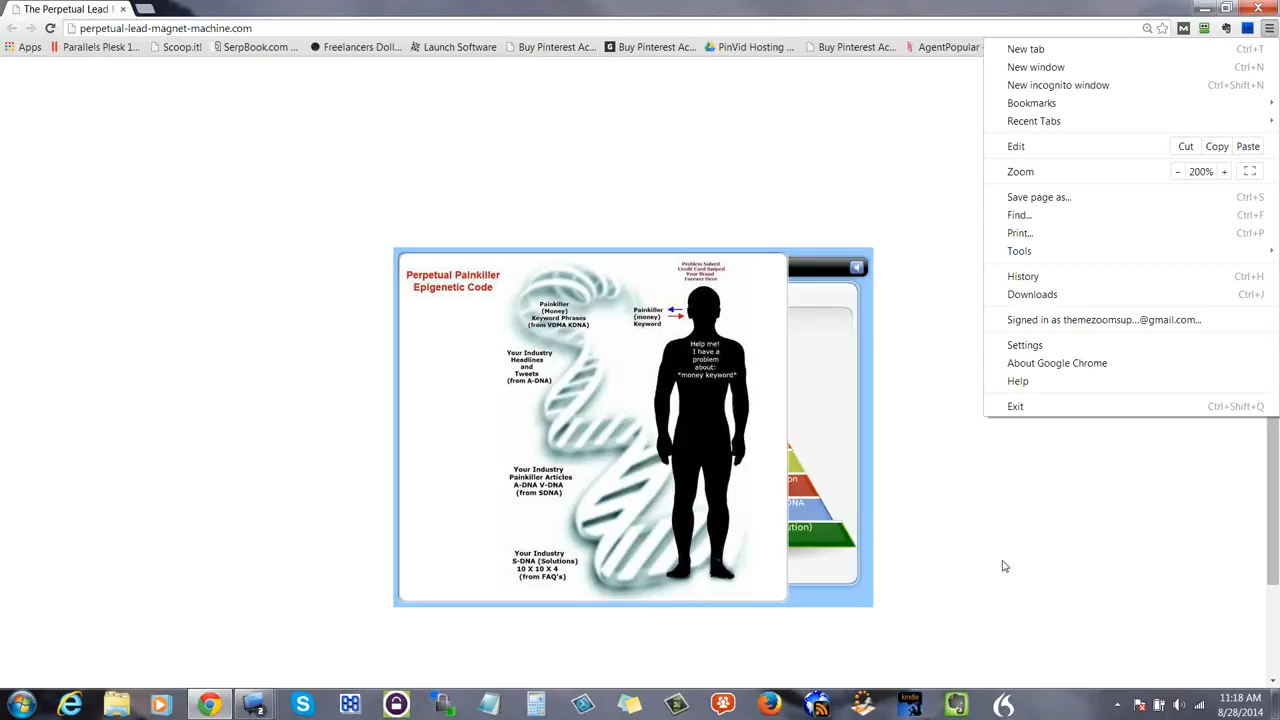 The Perpetual Lead
perpetual-lead-magnet-machine.com
Apps
Parallels Plesk 1...
Scoop.it!
SerpBook.com ...
Freelancers Doll...
Launch Software
Buy Pinterest Ac...
Buy Pinterest Ac...
PinVid Hosting ...
Buy Pinterest Ac...
AgentPopular -
New tab Ctrl+T
New window Ctrl+N
New incognito window Ctrl+Shift+N
Bookmarks
Recent Tabs
Edit Cut Copy Paste
Zoom - 200% +
Save page as... Ctrl+S
Find... Ctrl+F
Print... Ctrl+P
Tools
History Ctrl+H
Downloads Ctrl+J
Signed in as themezoomsup...@gmail.com...
Settings
About Google Chrome
Help
Exit Ctrl+Shift+Q
Perpetual Painkiller
Epigenetic Code
Problem Solved
Credit Card Swiped
Your Brand
Forever Here
Painkiller
(Money)
Keyword Phrases
(from VDMA KDNA)
Painkiller
(money)
Keyword
Help me!
I have a
problem
about:
*money keyword*
Your Industry
Headlines
and
Tweets
(from A-DNA)
Your Industry
Painkiller Articles
A-DNA V-DNA
(from SDNA)
Your Industry
S-DNA (Solutions)
10 X 10 X 4
(from FAQ's)
on
DNA
ution)
kindle
2
11:18 AM
8/28/2014